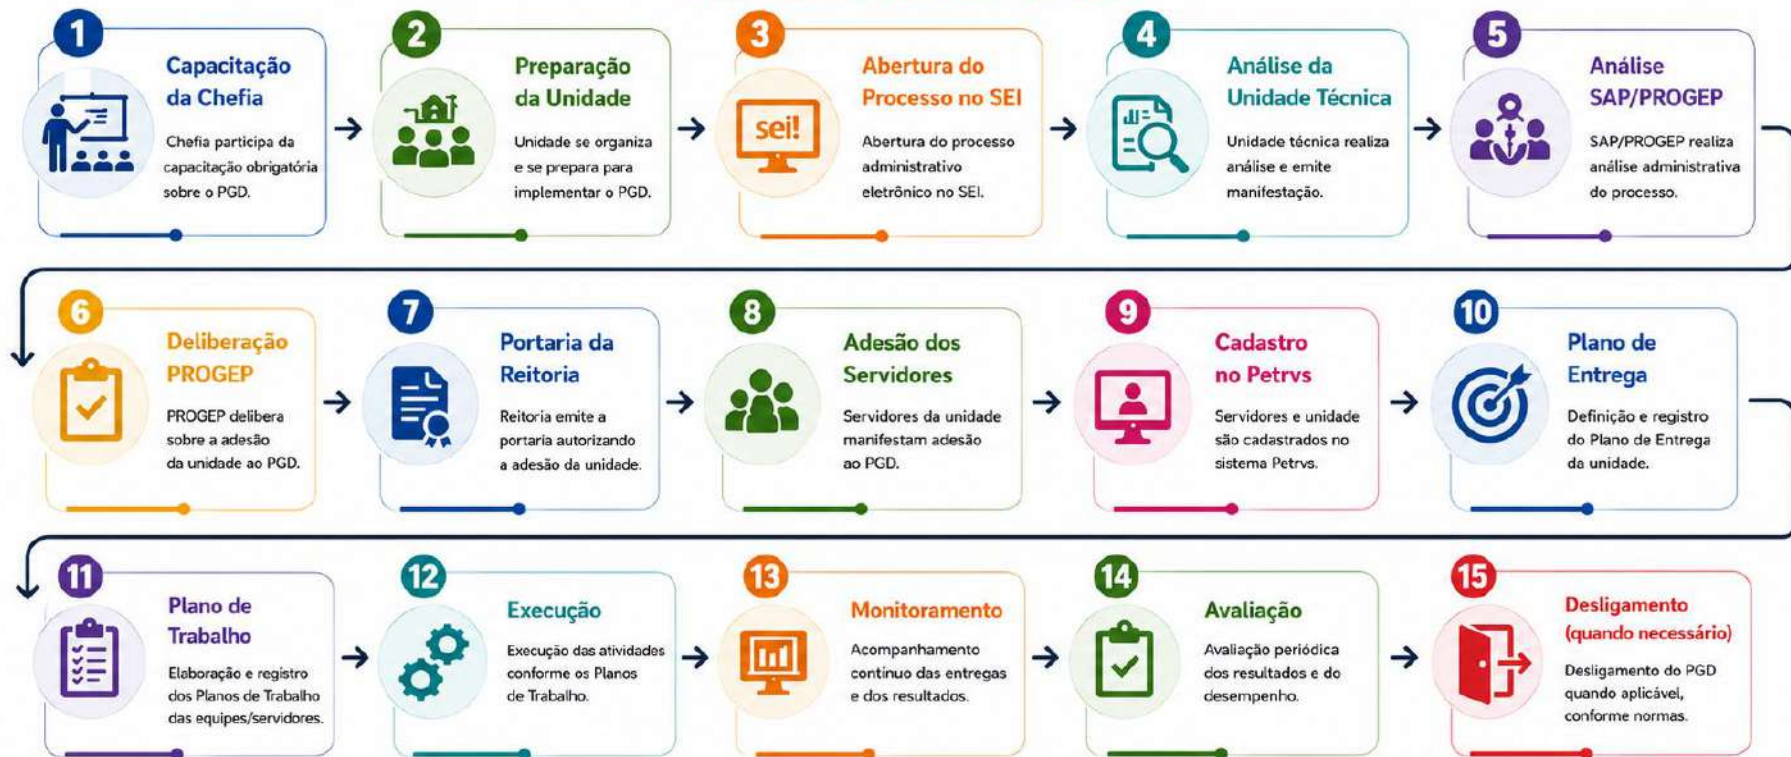 1
Capacitação
da Chefia
Chefia participa da
capacitação obrigatória
sobre o PGD.
2
Preparação
da Unidade
Unidade se organiza
e se prepara para
implementar o PGD.
3
Abertura do
Processo no SEI
sei!
Abertura do processo
administrativo
eletrônico no SEI.
4
Análise da
Unidade Técnica
Unidade técnica realiza
análise e emite
manifestação.
5
Análise
SAP/PROGEP
SAP/PROGEP realiza
análise administrativa
do processo.
6
Deliberação
PROGEP
PROGEP delibera
sobre a adesão
da unidade ao PGD.
7
Portaria da
Reitoria
Reitoria emite a
portaria autorizando
a adesão da unidade.
8
Adesão dos
Servidores
Servidores da unidade
manifestam adesão
ao PGD.
9
Cadastro
no Petrvs
Servidores e unidade
são cadastrados no
sistema Petrvs.
10
Plano de
Entrega
Definição e registro
do Plano de Entrega
da unidade.
11
Plano de
Trabalho
Elaboração e registro
dos Planos de Trabalho
das equipes/servidores.
12
Execução
Execução das atividades
conforme os Planos
de Trabalho.
13
Monitoramento
Acompanhamento
contínuo das entregas
e dos resultados.
14
Avaliação
Avaliação periódica
dos resultados e do
desempenho.
15
Desligamento
(quando necessário)
Desligamento do PGD
quando aplicável,
conforme normas.